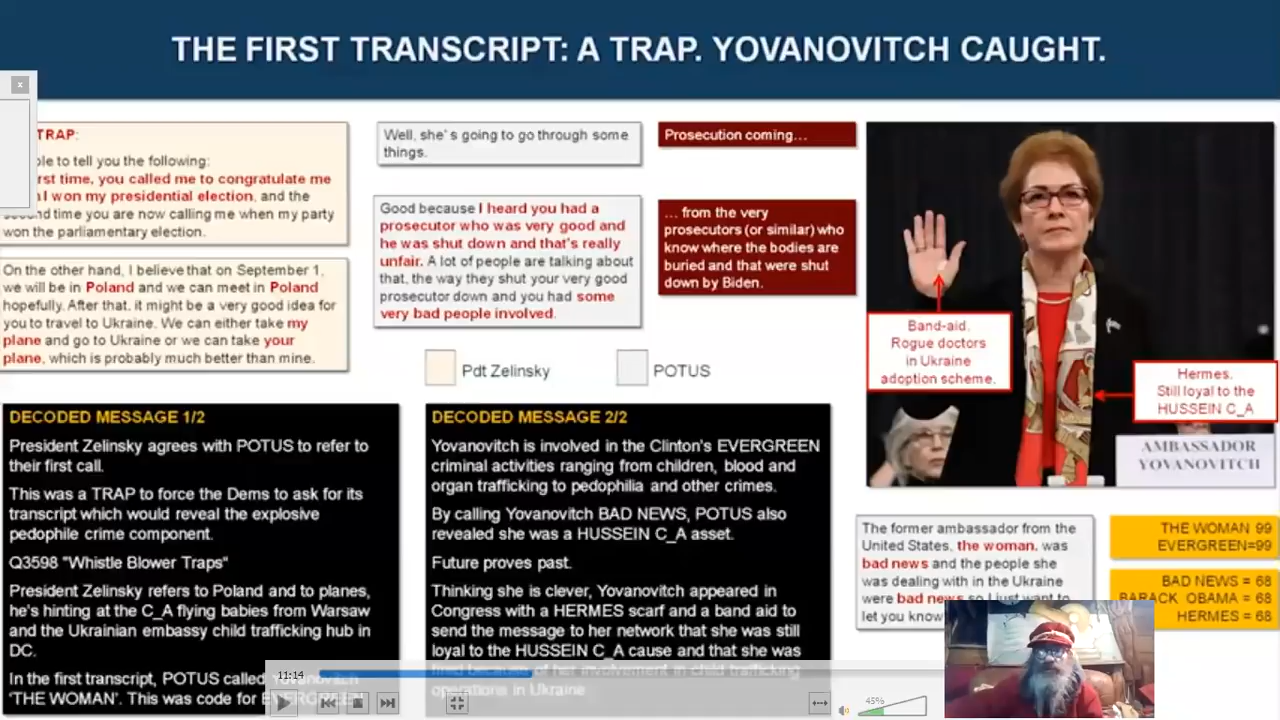 THE FIRST TRANSCRIPT: A TRAP. YOVANOVITCH CAUGHT.
TRAP:
to tell you the following:
time, you called me to congratulate me
I won my presidential election, and the
time you are now calling me when my party
won the parliamentary election.
On the other hand, I believe that on September 1,
we will be in Poland and we can meet in Poland
hopefully. After that, it might be a very good idea for
you to travel to Ukraine. We can either take my
plane and go to Ukraine or we can take your
plane, which is probably much better than mine.
Well, she's going to go through some
things.
Good because I heard you had a
prosecutor who was very good and
he was shut down and that's really
unfair. A lot of people are talking about
that, the way they shut your very good
prosecutor down and you had some
very bad people involved.
Prosecution coming...
... from the very
prosecutors (or similar) who
know where the bodies are
buried and that were shut
down by Biden.
Pdt Zelinsky
POTUS
Band-aid.
Rogue doctors
in Ukraine
adoption scheme.
Hermes.
Still loyal to the
HUSSEIN C_A
AMBASSADOR
YOVANOVITCH
DECODED MESSAGE 1/2
President Zelinsky agrees with POTUS to refer to
their first call.
This was a TRAP to force the Dems to ask for its
transcript which would reveal the explosive
pedophile crime component.
Q3598 "Whistle Blower Traps"
President Zelinsky refers to Poland and to planes,
he's hinting at the C_A flying babies from Warsaw
and the Ukrainian embassy child trafficking hub in
DC.
In the first transcript, POTUS called Yovanovitch
'THE WOMAN'. This was code for EVERGREEN.
DECODED MESSAGE 2/2
Yovanovitch is involved in the Clinton's EVERGREEN
criminal activities ranging from children, blood and
organ trafficking to pedophilia and other crimes.
By calling Yovanovitch BAD NEWS, POTUS also
revealed she was a HUSSEIN C_A asset.
Future proves past.
Thinking she is clever, Yovanovitch appeared in
Congress with a HERMES scarf and a band aid to
send the message to her network that she was still
loyal to the HUSSEIN C_A cause and that she was
fired because of her involvement in child trafficking
operations in Ukraine
The former ambassador from the
United States, the woman, was
bad news and the people she
was dealing with in the Ukraine
were bad news so I just want to
let you know
THE WOMAN 99
EVERGREEN=99
BAD NEWS = 68
BARACK OBAMA = 68
HERMES = 68
11:14
45%